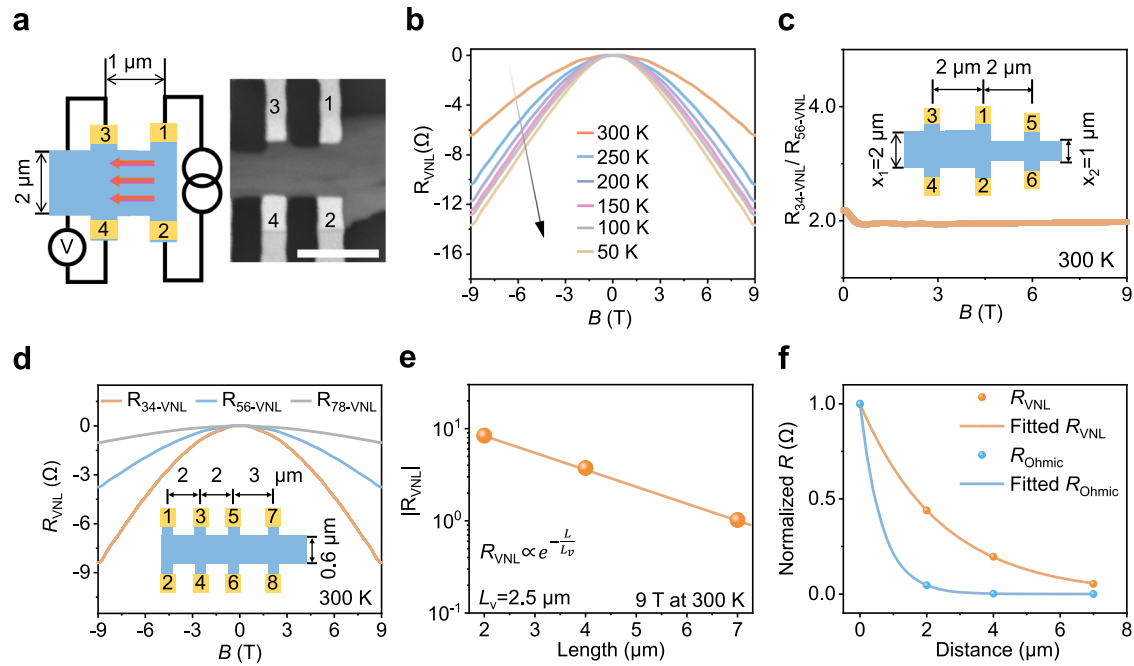 a
1 µm
3
1
2 µm
4
2
V
3
1
4
2
b
0
-4
-8
-12
-16
R_VNL (Ω)
300 K
250 K
200 K
150 K
100 K
50 K
-9 -6 -3 0 3 6 9
B (T)
c
4.0
2.0
R_34-VNL/ R_56-VNL
2 µm 2 µm
3 1 5
x_1=2 µm
x_2=1 µm
4 2 6
300 K
0 3 6 9
B (T)
d
R_34-VNL R_56-VNL R_78-VNL
0
-3
-6
-9
R_VNL (Ω)
2 2 3 µm
1 3 5 7
0.6 µm
2 4 6 8
300 K
-9 -6 -3 0 3 6 9
B (T)
e
10^2
10^1
10^0
10^-1
|R_VNL|
R_VNL∝e^(-L/L_v)
L_v=2.5 µm
9 T at 300 K
2 3 4 5 6 7
Length (µm)
f
1.0
0.5
0.0
Normalized R (Ω)
R_VNL
Fitted R_VNL
R_Ohmic
Fitted R_Ohmic
0 2 4 6 8
Distance (µm)